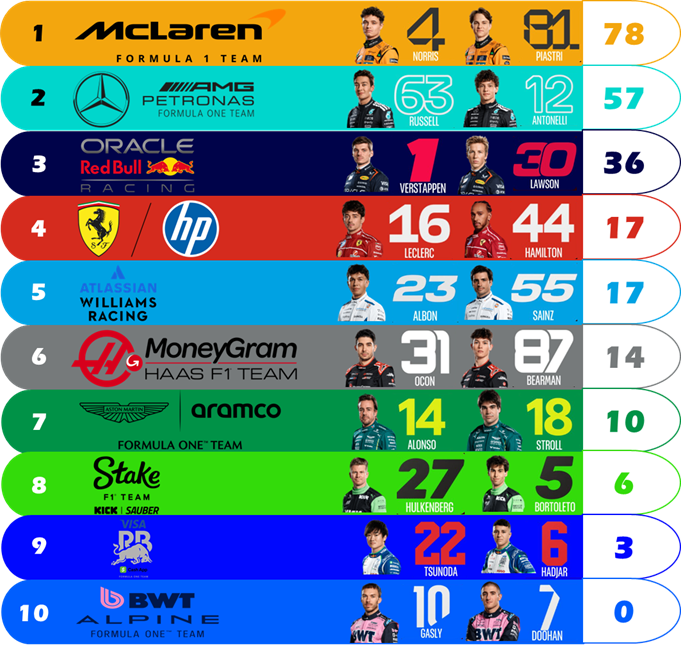 1
McLaren
FORMULA 1 TEAM
4
NORRIS
81
PIASTRI
78
2
AMG
PETRONAS
FORMULA ONE TEAM
63
RUSSELL
12
ANTONELLI
57
3
ORACLE
Red Bull
RACING
1
VERSTAPPEN
30
LAWSON
36
4
S F
hp
16
LECLERC
44
HAMILTON
17
5
ATLASSIAN
WILLIAMS
RACING
23
ALBON
55
SAINZ
17
6
MoneyGram
HAAS F1 TEAM
31
OCON
87
BEARMAN
14
7
ASTON MARTIN
aramco
FORMULA ONE™ TEAM
14
ALONSO
18
STROLL
10
8
Stake
F1® TEAM
KICK | SAUBER
27
HULKENBERG
5
BORTOLETO
6
9
VISA
RB
FORMULA ONE TEAM
22
TSUNODA
6
HADJAR
3
10
BWT
ALPINE
FORMULA ONE™ TEAM
10
GASLY
BWT
7
DOOHAN
BWT
0